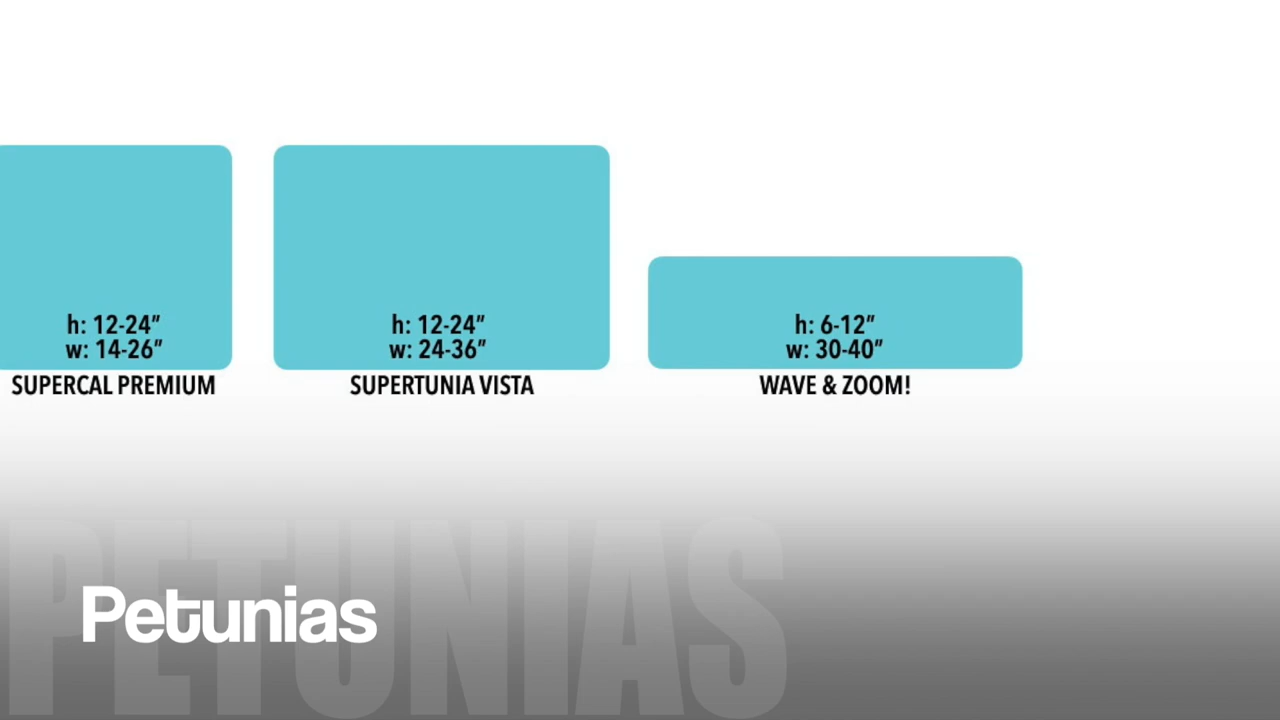 h: 12-24”
w: 14-26”
SUPERCAL PREMIUM
h: 12-24”
w: 24-36”
SUPERTUNIA VISTA
h: 6-12”
w: 30-40”
WAVE & ZOOM!
PETUNIAS
Petunias